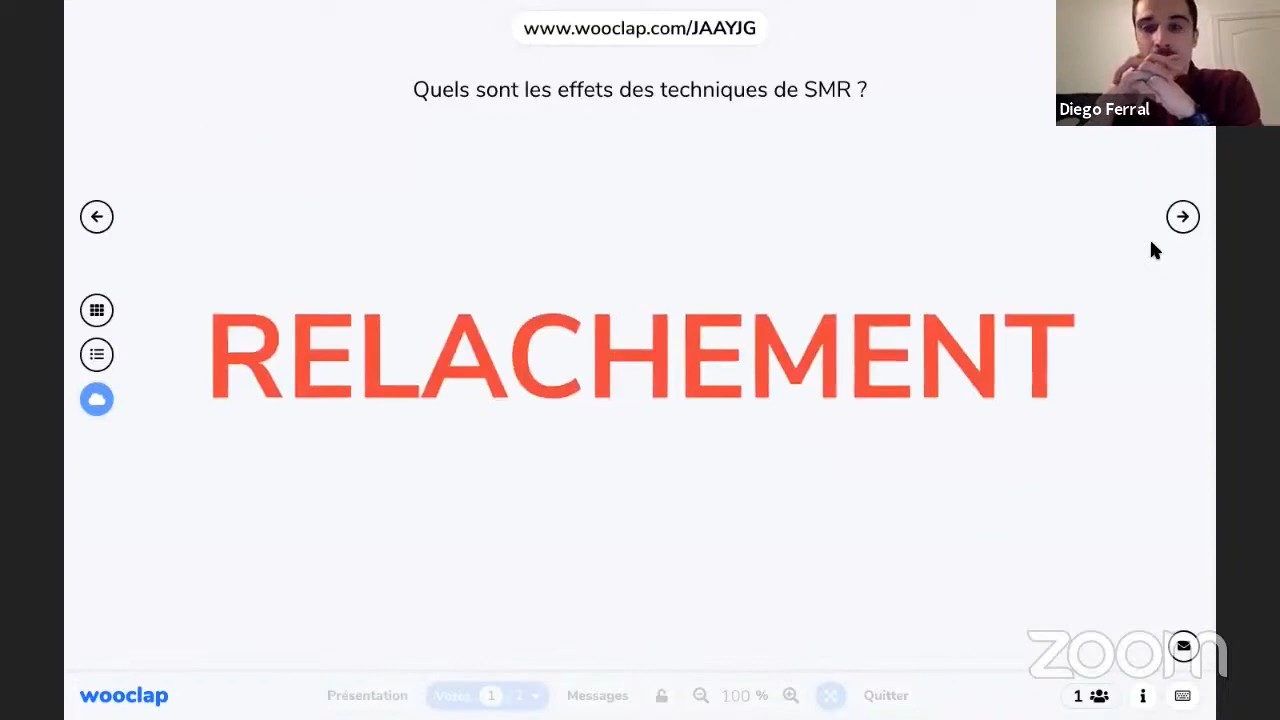 www.wooclap.com/JAAYJG
Quels sont les effets des techniques de SMR ?
Diego Ferral
RELACHEMENT
zoom
wooclap
Présentation
Votes 1 / 2
Messages
100 %
Quitter
1